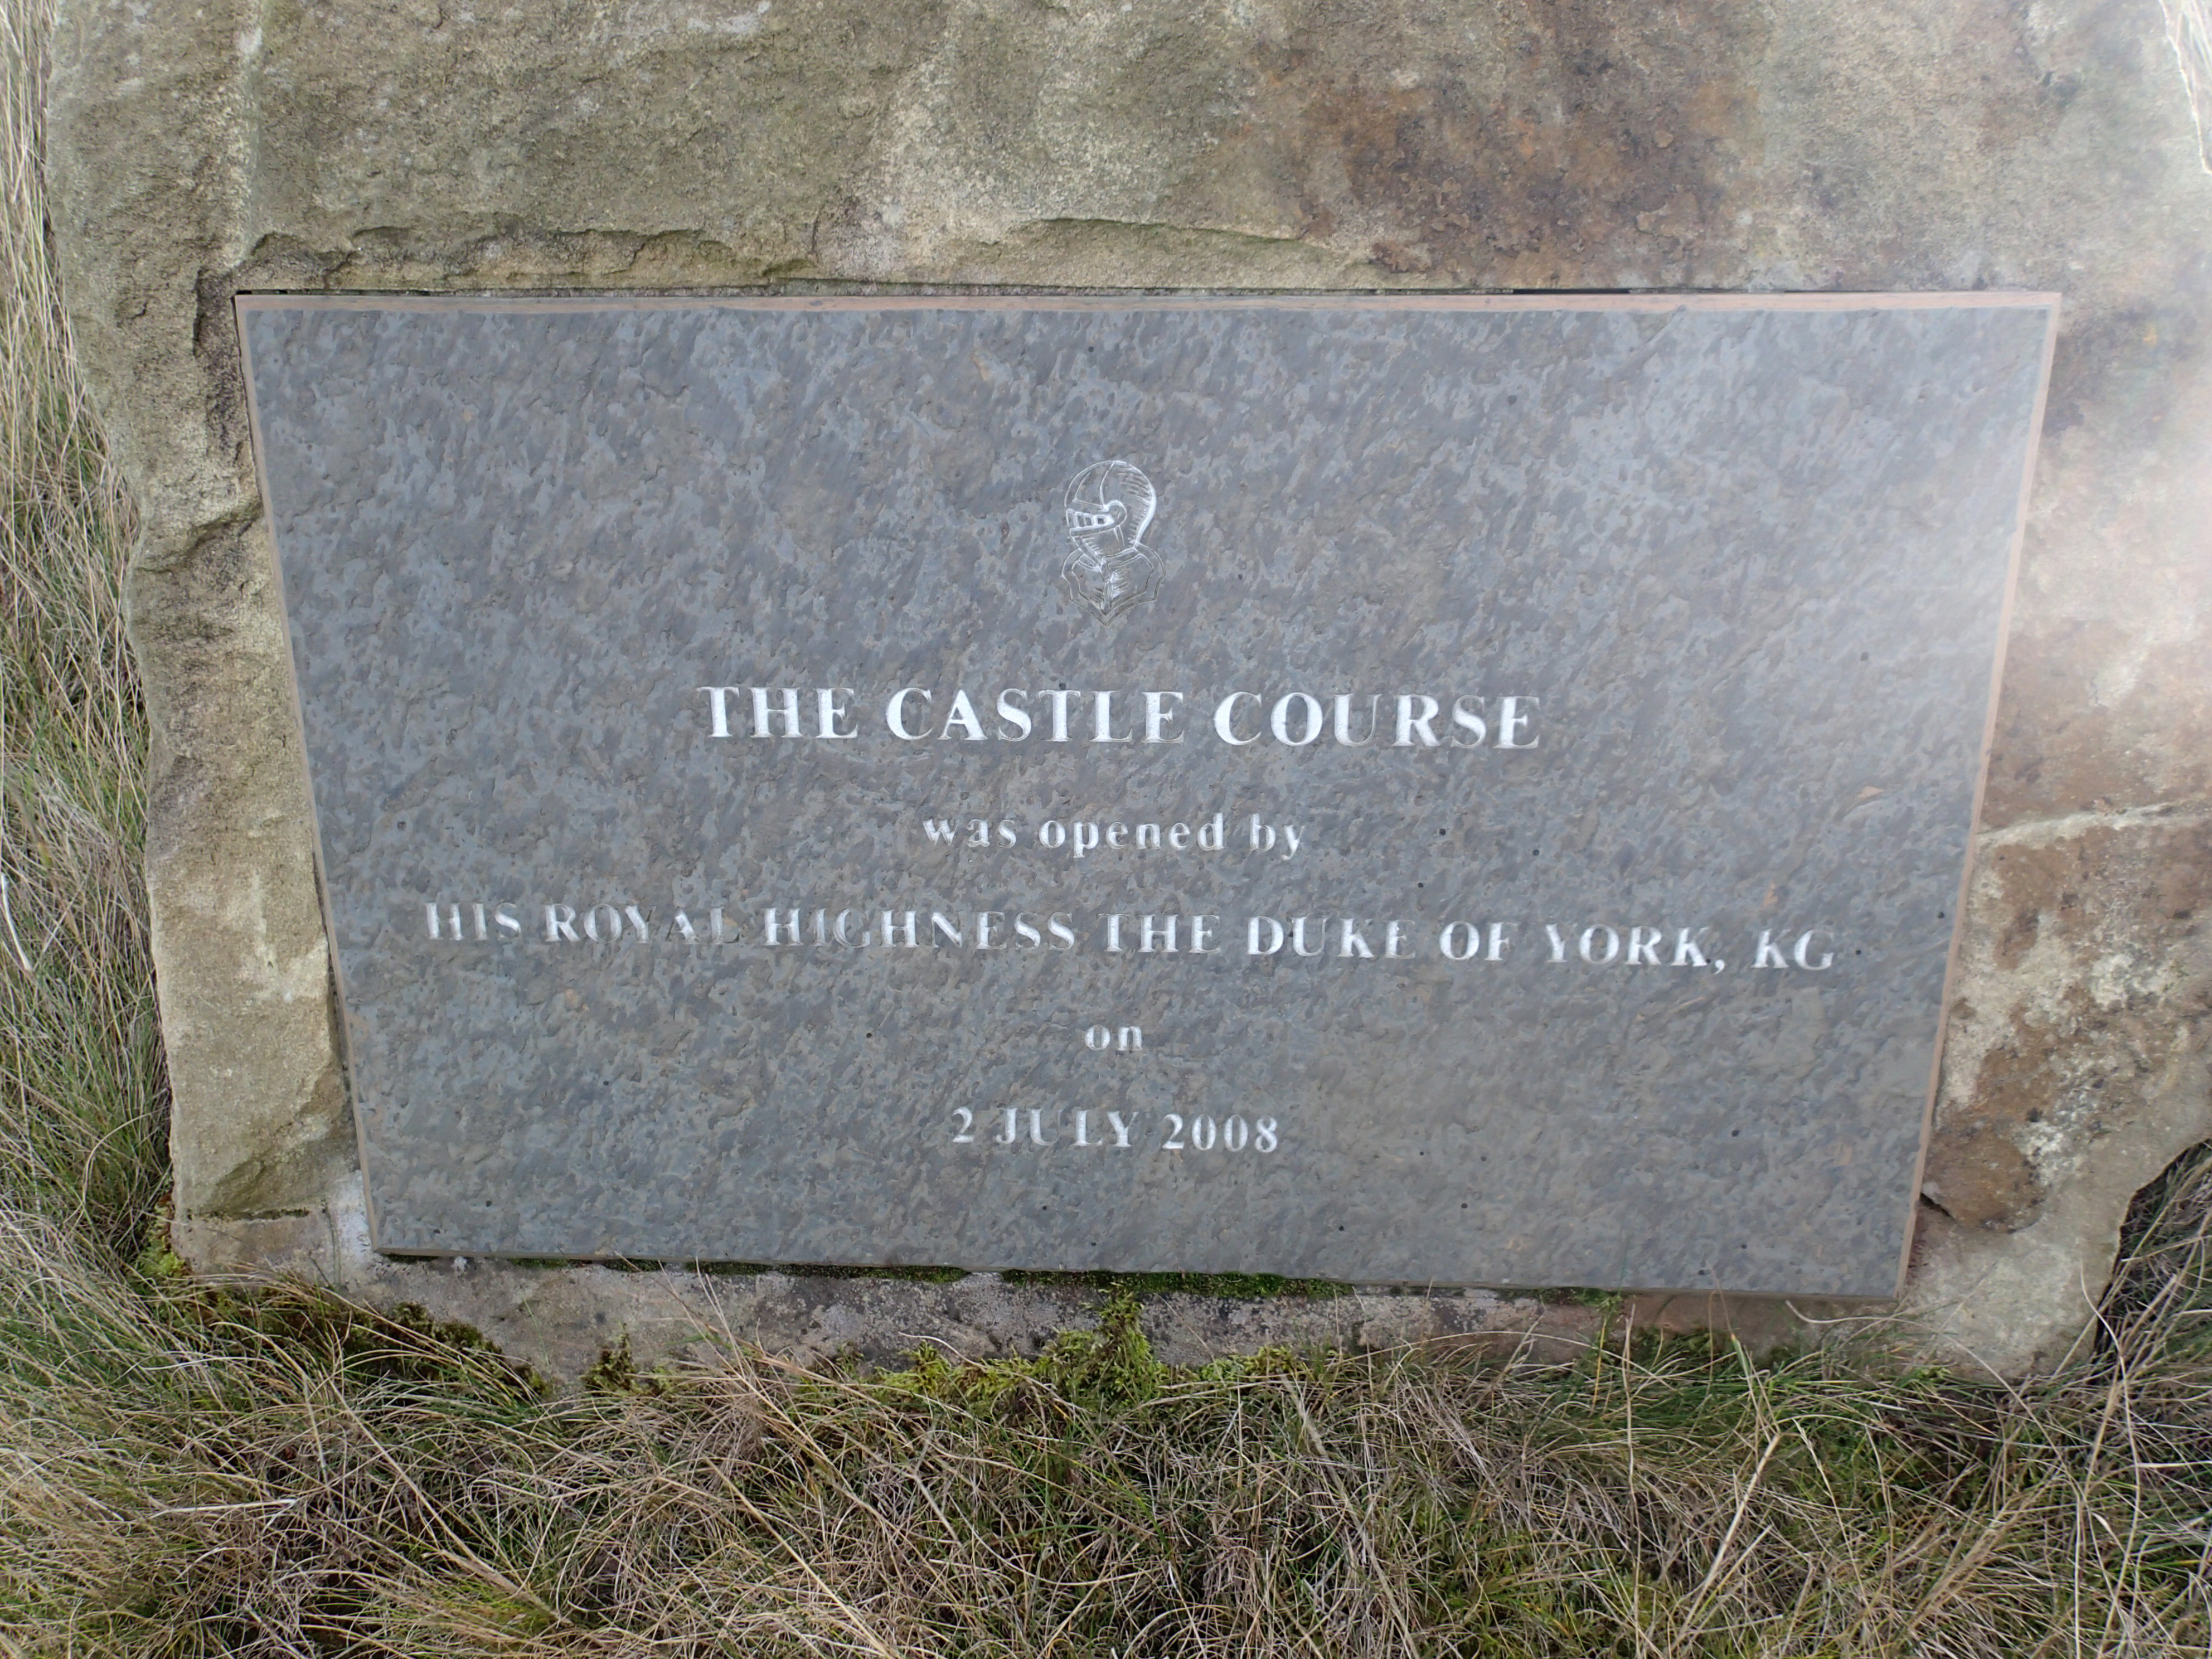 THE CASTLE COURSE
was opened by
HIS ROYAL HIGHNESS THE DUKE OF YORK, KG
on
2 JULY 2008